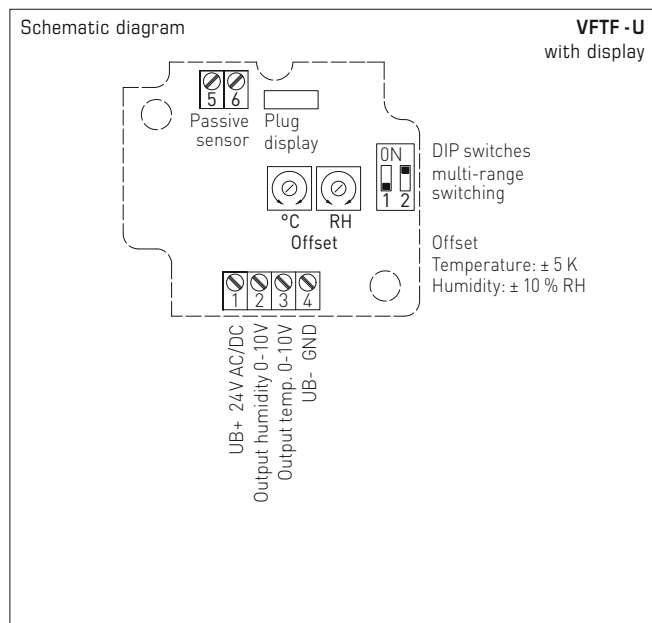 Schematic diagram
VFTF -U
with display
5 6
Passive
sensor
Plug
display
ON
1 2
DIP switches
multi-range
switching
°C RH
Offset
Offset
Temperature: ± 5 K
Humidity: ± 10 % RH
1 2 3 4
UB+ 24V AC/DC
Output humidity 0-10V
Output temp. 0-10V
UB- GND